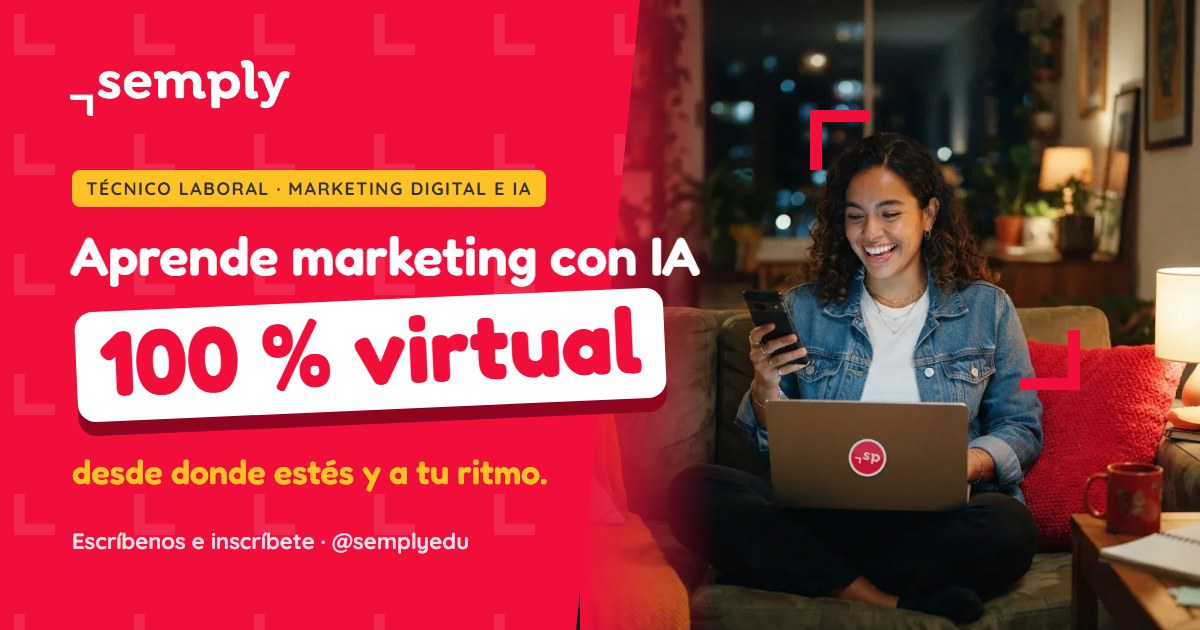 semply
TÉCNICO LABORAL · MARKETING DIGITAL E IA
Aprende marketing con IA
100 % virtual
desde donde estés y a tu ritmo.
Escríbenos e inscríbete · @semplyedu
sp